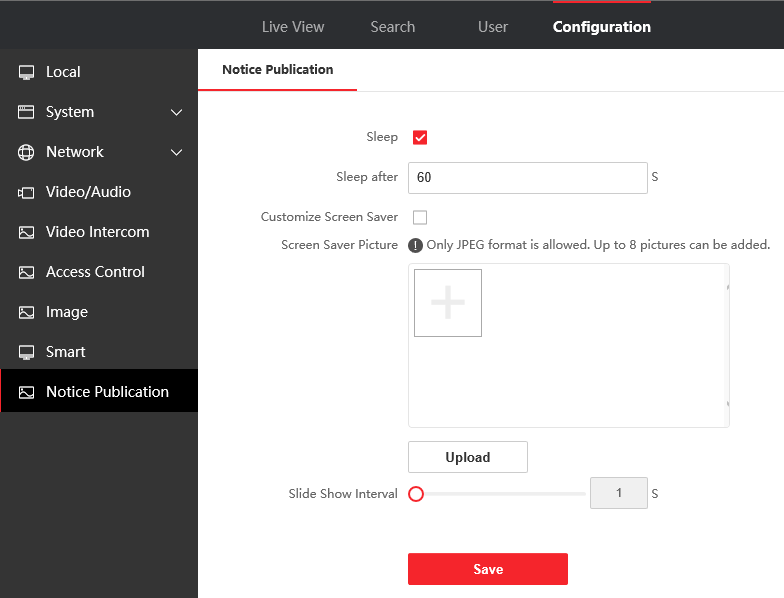 Live View Search User Configuration
Local
System
Network
Video/Audio
Video Intercom
Access Control
Image
Smart
Notice Publication
Notice Publication
Sleep
Sleep after 60 S
Customize Screen Saver
Screen Saver Picture ! Only JPEG format is allowed. Up to 8 pictures can be added.
Upload
Slide Show Interval 1 S
Save